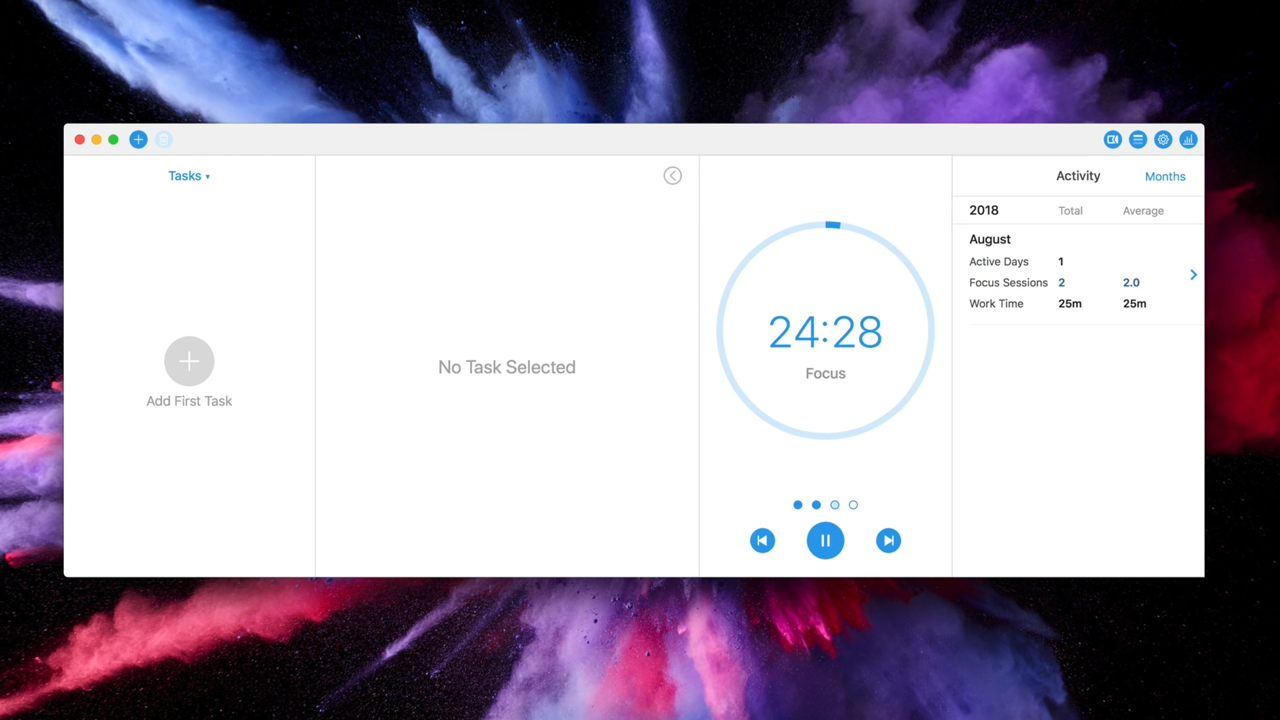 Tasks ▾
Add First Task
No Task Selected
24:28
Focus
Activity Months
2018 Total Average
August
Active Days 1
Focus Sessions 2 2.0
Work Time 25m 25m